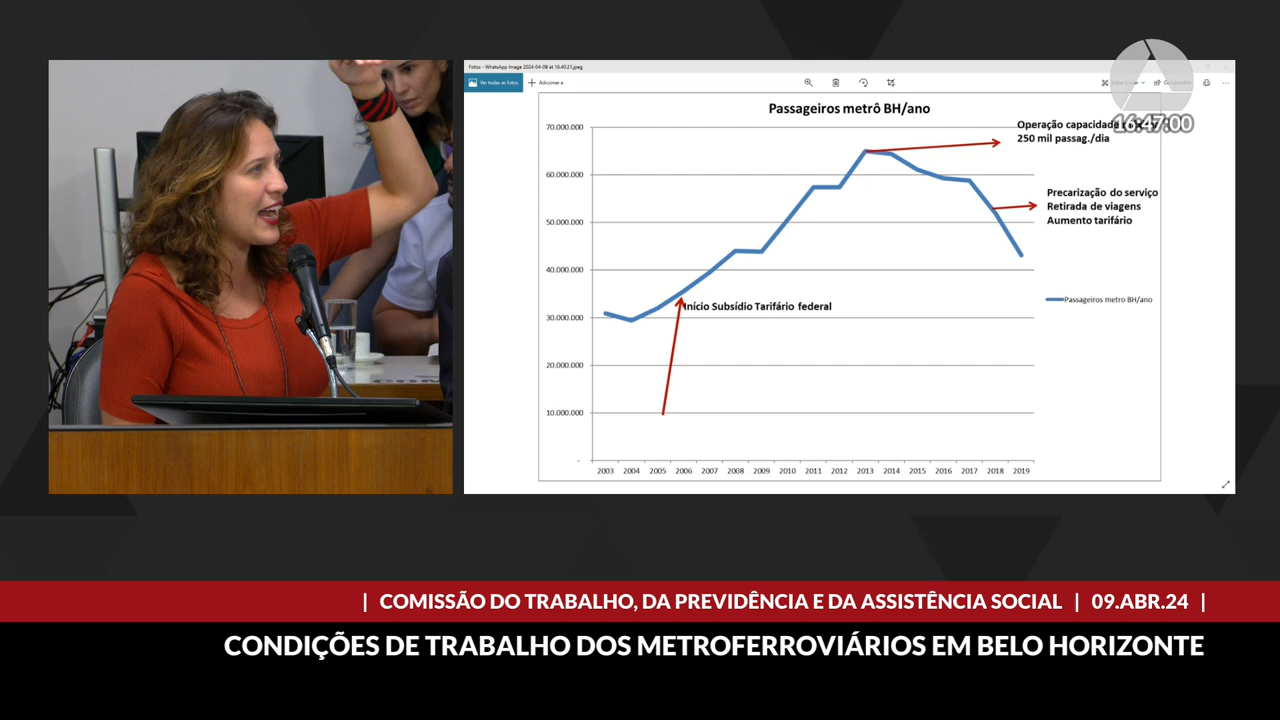 Fotos - WhatsApp Image 2024-04-09 at 16.40.21.jpeg
Ver todas as fotos
Adicionar a
Passageiros metrô BH/ano
70.000.000
60.000.000
50.000.000
40.000.000
30.000.000
20.000.000
10.000.000
-
2003 2004 2005 2006 2007 2008 2009 2010 2011 2012 2013 2014 2015 2016 2017 2018 2019
Operação capacidade
250 mil passag./dia
16:47:00
Precarização do serviço
Retirada de viagens
Aumento tarifário
Início Subsídio Tarifário federal
Passageiros metro BH/ano
| COMISSÃO DO TRABALHO, DA PREVIDÊNCIA E DA ASSISTÊNCIA SOCIAL | 09.ABR.24 |
CONDIÇÕES DE TRABALHO DOS METROFERROVIÁRIOS EM BELO HORIZONTE